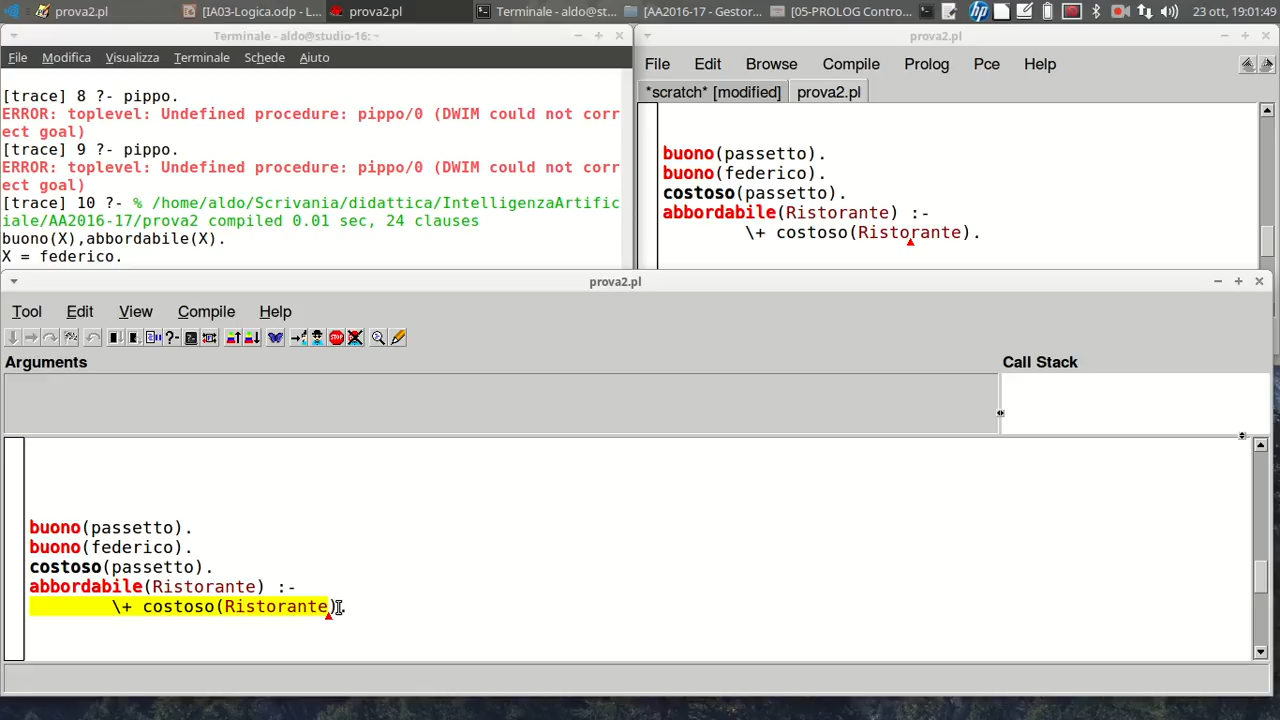 prova2.pl
[IA03-Logica.odp - L...
prova2.pl
Terminale - aldo@st...
[AA2016-17 - Gestor...
[05-PROLOG Contro...
23 ott, 19:01:49
Terminale - aldo@studio-16: ~
File Modifica Visualizza Terminale Schede Aiuto
[trace] 8 ?- pippo.
ERROR: toplevel: Undefined procedure: pippo/0 (DWIM could not corr
ect goal)
[trace] 9 ?- pippo.
ERROR: toplevel: Undefined procedure: pippo/0 (DWIM could not corr
ect goal)
[trace] 10 ?- % /home/aldo/Scrivania/didattica/IntelligenzaArtific
iale/AA2016-17/prova2 compiled 0.01 sec, 24 clauses
buono(X),abbordabile(X).
X = federico.
prova2.pl
File Edit Browse Compile Prolog Pce Help
*scratch* [modified] prova2.pl
buono(passetto).
buono(federico).
costoso(passetto).
abbordabile(Ristorante) :-
\+ costoso(Ristorante).
prova2.pl
Tool Edit View Compile Help
Arguments
Call Stack
buono(passetto).
buono(federico).
costoso(passetto).
abbordabile(Ristorante) :-
\+ costoso(Ristorante).